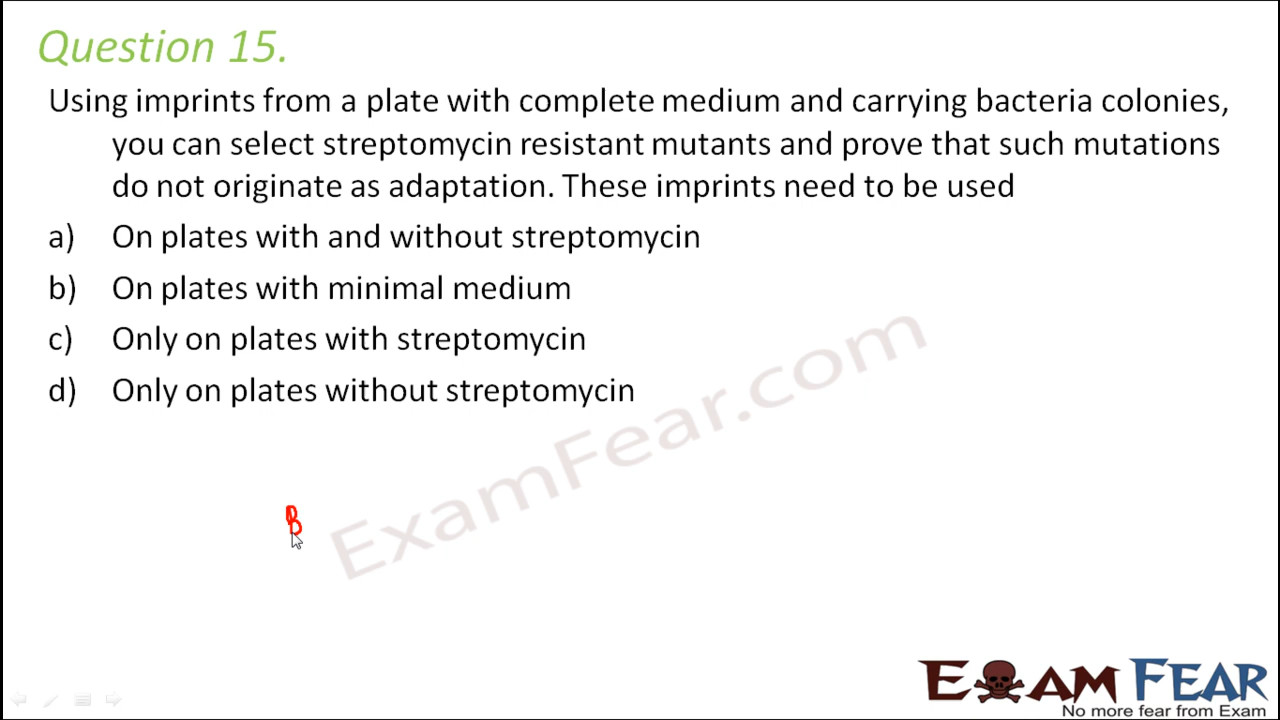 Question 15.
Using imprints from a plate with complete medium and carrying bacteria colonies,
you can select streptomycin resistant mutants and prove that such mutations
do not originate as adaptation. These imprints need to be used
a) On plates with and without streptomycin
b) On plates with minimal medium
c) Only on plates with streptomycin
d) Only on plates without streptomycin
ExamFear.com
B
EXAM FEAR
No more fear from Exam